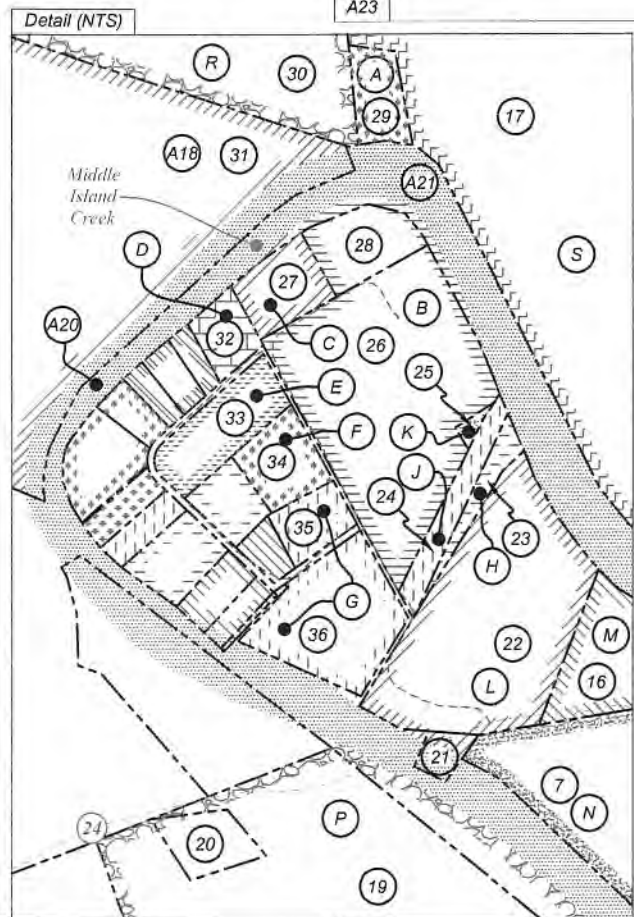 A23
Detail (NTS)
R
30
A
29
17
A18
31
A21
Middle
Island
Creek
D
28
S
27
B
A20
32
C
26
E
25
33
K
F
34
J
24
35
H
23
G
36
22
M
L
16
21
7
N
24
20
P
19